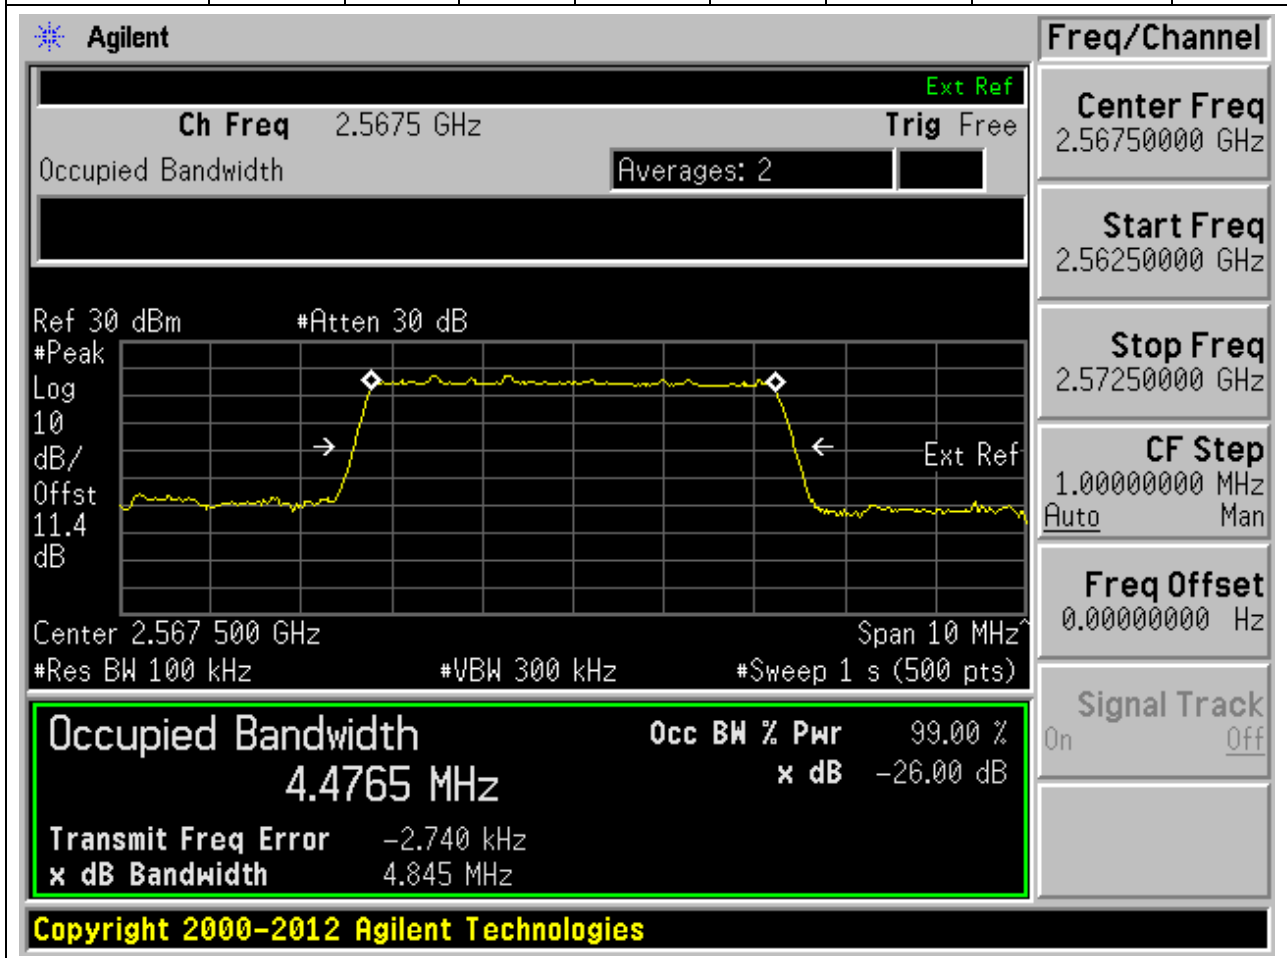 Agilent
Freq/Channel
Ext Ref
Ch Freq 2.5675 GHz Trig Free
Occupied Bandwidth Averages: 2
Center Freq
2.56750000 GHz
Start Freq
2.56250000 GHz
Stop Freq
2.57250000 GHz
CF Step
1.00000000 MHz
Auto Man
Freq Offset
0.00000000 Hz
Signal Track
On Off
Ref 30 dBm #Atten 30 dB
#Peak
Log
10
dB/
Offst
11.4
dB
Ext Ref
Center 2.567 500 GHz Span 10 MHz^
#Res BW 100 kHz #VBW 300 kHz #Sweep 1 s (500 pts)
Occupied Bandwidth Occ BW % Pwr 99.00 %
4.4765 MHz x dB -26.00 dB
Transmit Freq Error -2.740 kHz
x dB Bandwidth 4.845 MHz
Copyright 2000-2012 Agilent Technologies